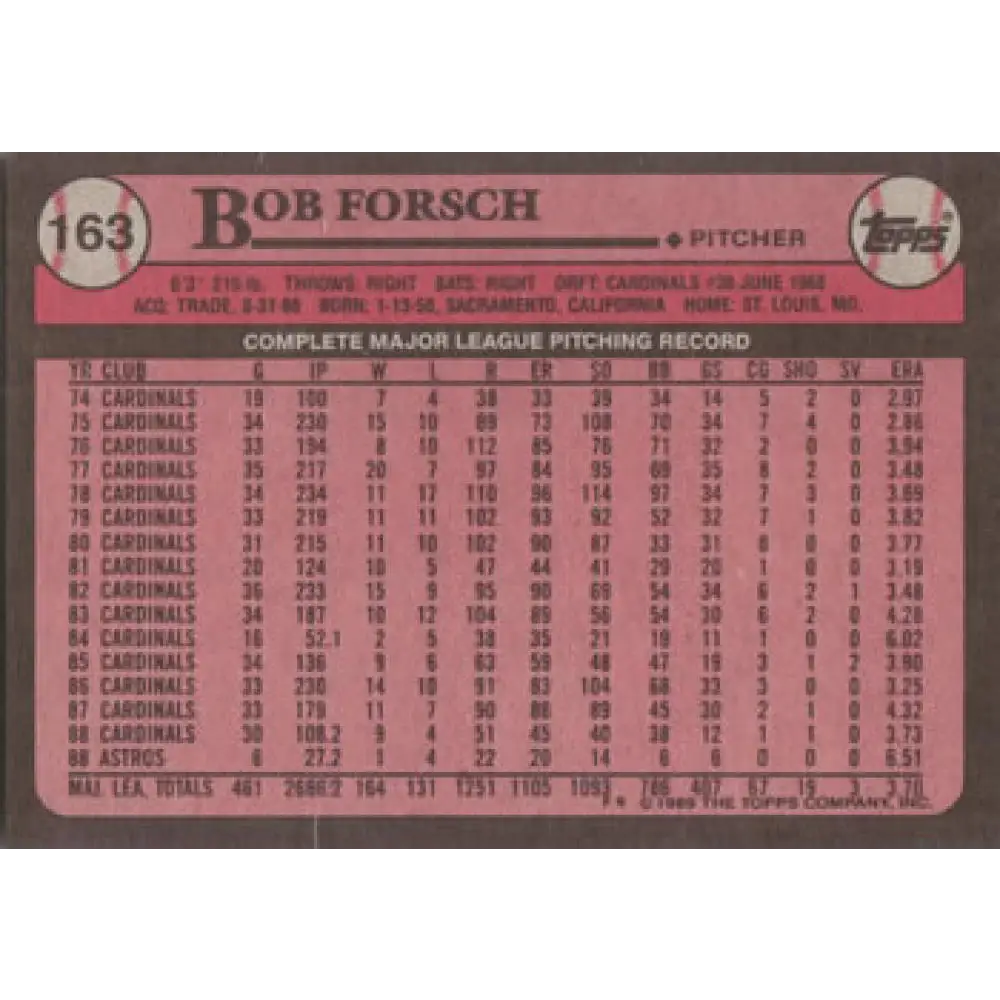 163 BOB FORSCH
◆ PITCHER topps®
6'3" 215 lb. THROWS: RIGHT BATS: RIGHT DRFT: CARDINALS #38-JUNE 1968
ACQ: TRADE, 8-31-88 BORN: 1-13-50, SACRAMENTO, CALIFORNIA HOME: ST. LOUIS, MO.
COMPLETE MAJOR LEAGUE PITCHING RECORD
YR CLUB G IP W L R ER SO BB GS CG SHO SV ERA
74 CARDINALS 19 100 7 4 38 33 39 34 14 5 2 0 2.97
75 CARDINALS 34 230 15 10 89 73 108 70 34 7 4 0 2.86
76 CARDINALS 33 194 8 10 112 85 76 71 32 2 0 0 3.94
77 CARDINALS 35 217 20 7 97 84 95 69 35 8 2 0 3.48
78 CARDINALS 34 234 11 17 110 96 114 97 34 7 3 0 3.69
79 CARDINALS 33 219 11 11 102 93 92 52 32 7 1 0 3.82
80 CARDINALS 31 215 11 10 102 90 87 33 31 8 0 0 3.77
81 CARDINALS 20 124 10 5 47 44 41 29 20 1 0 0 3.19
82 CARDINALS 36 233 15 9 95 90 69 54 34 6 2 1 3.48
83 CARDINALS 34 187 10 12 104 89 56 54 30 6 2 0 4.28
84 CARDINALS 16 52.1 2 5 38 35 21 19 11 1 0 0 6.02
85 CARDINALS 34 136 9 6 63 59 48 47 19 3 1 2 3.90
86 CARDINALS 33 230 14 10 91 83 104 68 33 3 0 0 3.25
87 CARDINALS 33 179 11 7 90 86 89 45 30 2 1 0 4.32
88 CARDINALS 30 108.2 9 4 51 45 40 38 12 1 1 0 3.73
88 ASTROS 6 27.2 1 4 22 20 14 6 6 0 0 0 6.51
MAJ. LEA. TOTALS 461 2686.2 164 131 1251 1105 1093 786 407 67 19 3 3.70
© 1989 THE TOPPS COMPANY, INC.